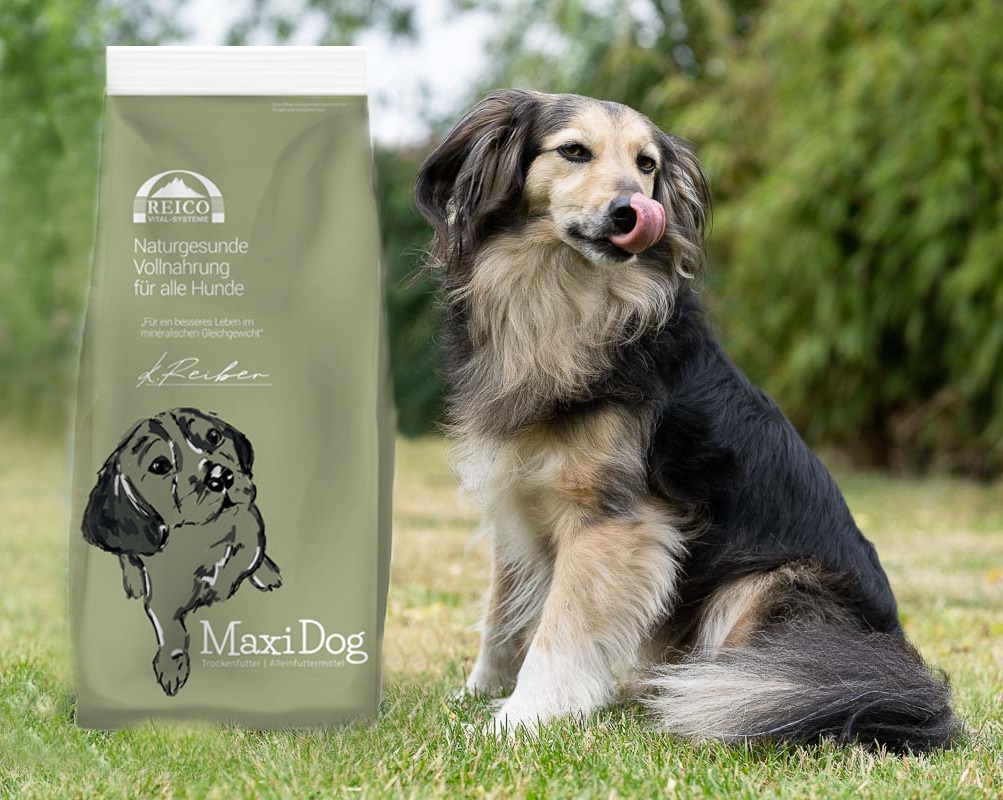 REICO
VITAL-SYSTEME
Naturgesunde
Vollnahrung
für alle Hunde
„Für ein besseres Leben im
mineralischen Gleichgewicht"
K. Reiber
MaxiDog
Trockenfutter | Alleinfuttermittel